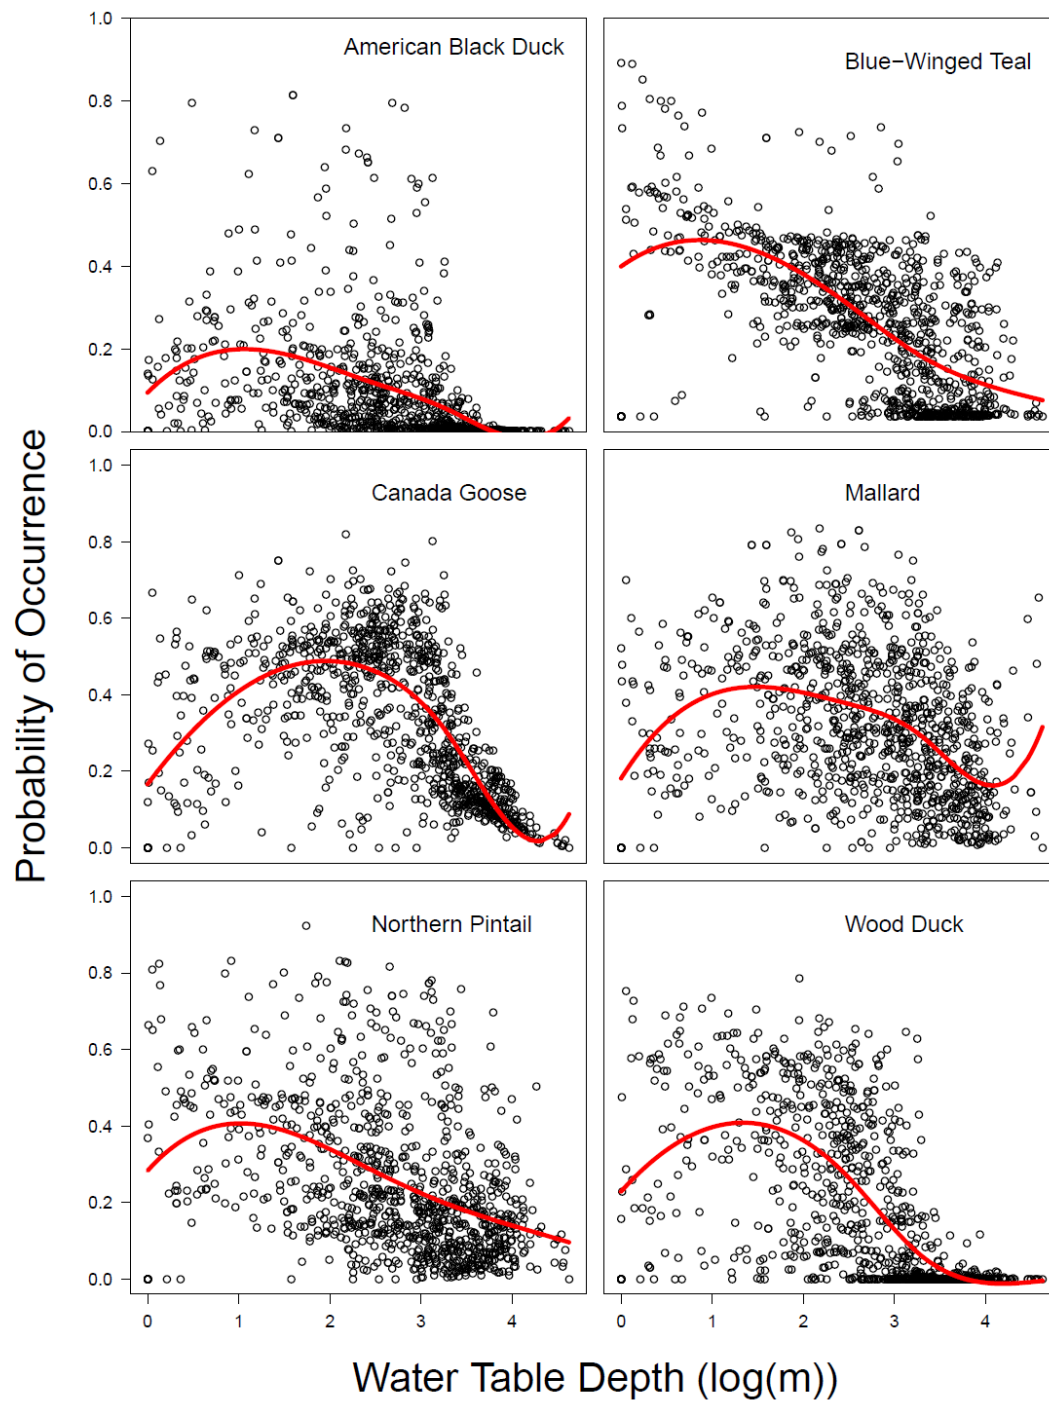 1.0
0.8
0.6
0.4
0.2
0.0
American Black Duck
Blue−Winged Teal
1.0
0.8
0.6
0.4
0.2
0.0
Canada Goose
Mallard
1.0
0.8
0.6
0.4
0.2
0.0
Northern Pintail
Wood Duck
0 1 2 3 4
0 1 2 3 4
Probability of Occurrence
Water Table Depth (log(m))